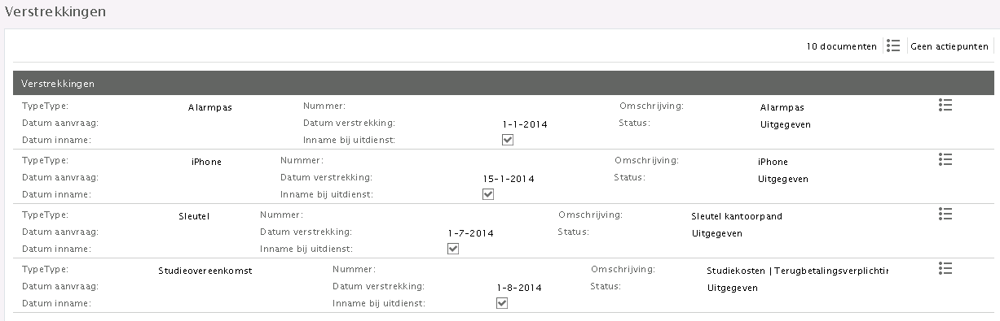 Verstrekkingen
10 documenten Geen actiepunten
Verstrekkingen
TypeType: Alarmpas Nummer: Omschrijving: Alarmpas
Datum aanvraag: Datum verstrekking: 1-1-2014 Status: Uitgegeven
Datum inname: Inname bij uitdienst:
TypeType: iPhone Nummer: Omschrijving: iPhone
Datum aanvraag: Datum verstrekking: 15-1-2014 Status: Uitgegeven
Datum inname: Inname bij uitdienst:
TypeType: Sleutel Nummer: Omschrijving: Sleutel kantoorpand
Datum aanvraag: Datum verstrekking: 1-7-2014 Status: Uitgegeven
Datum inname: Inname bij uitdienst:
TypeType: Studieovereenkomst Nummer: Omschrijving: Studiekosten | Terugbetalingsverplichtin
Datum aanvraag: Datum verstrekking: 1-8-2014 Status: Uitgegeven
Datum inname: Inname bij uitdienst: